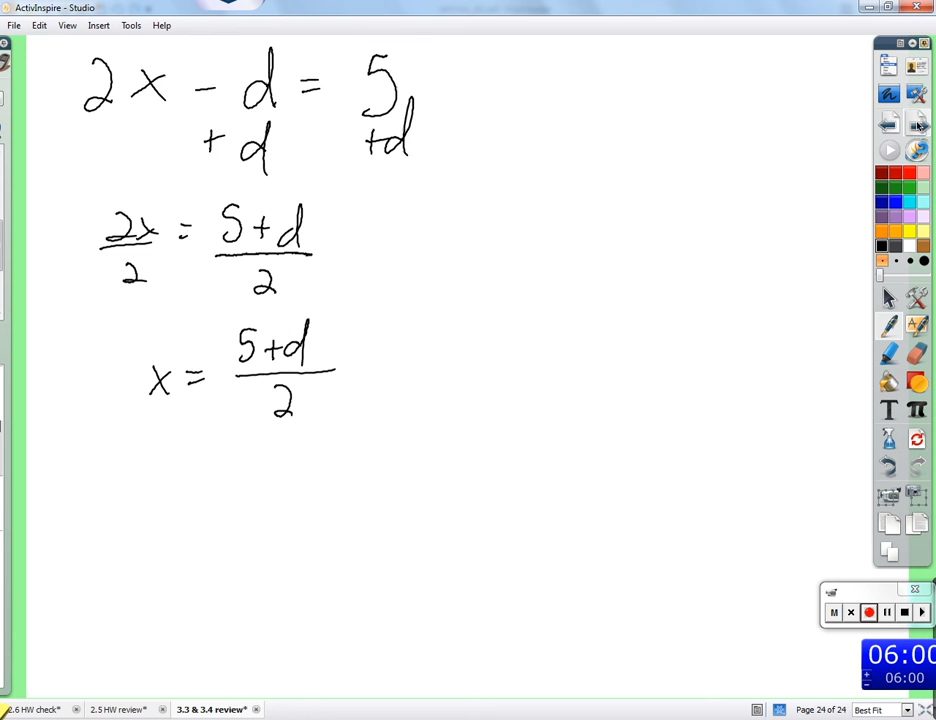 ActivInspire - Studio
File Edit View Insert Tools Help
2x - d = 5
+ d +d
2x/2 = 5+d/2
x = 5+d/2
M
06:00
06:00
2.6 HW check* 2.5 HW review* 3.3 & 3.4 review* Page 24 of 24 Best Fit